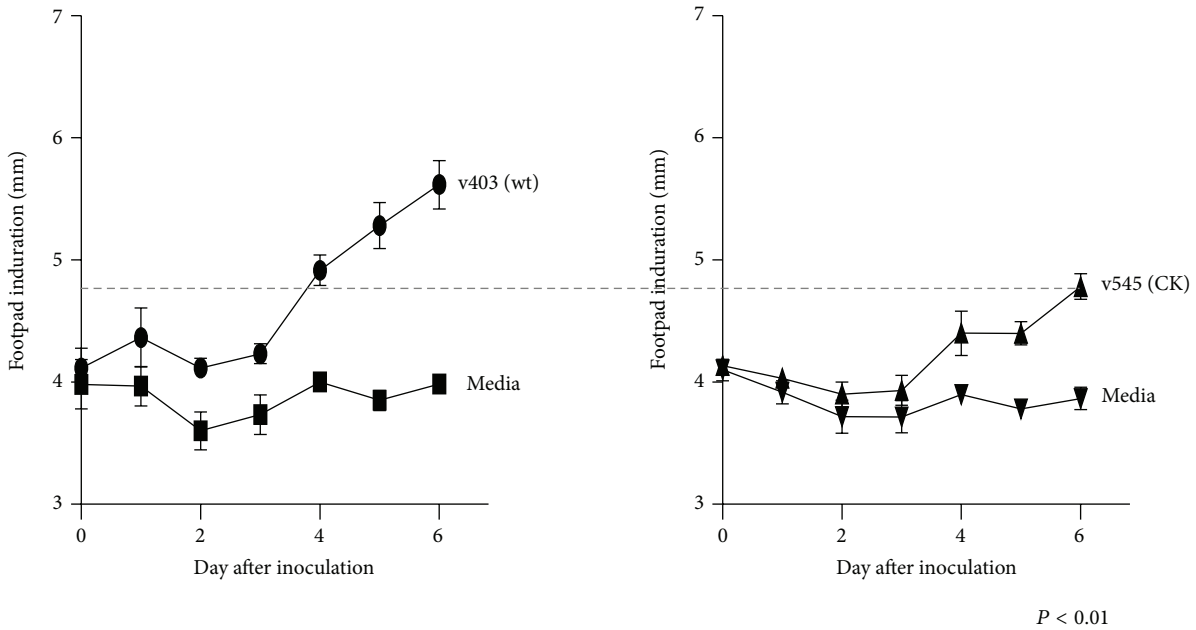 7
6
5
4
3
Footpad induration (mm)
v403 (wt)
Media
0 2 4 6
Day after inoculation
7
6
5
4
3
Footpad induration (mm)
v545 (CK)
Media
0 2 4 6
Day after inoculation
P < 0.01